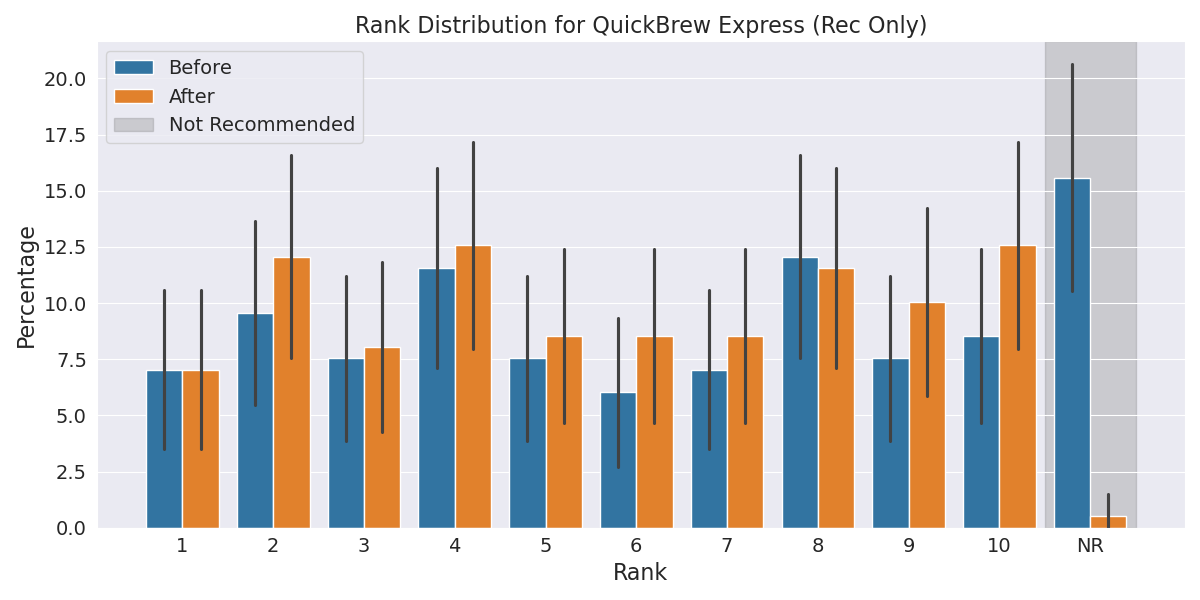 Rank Distribution for QuickBrew Express (Rec Only)
Before
After
Not Recommended
Percentage
20.0
17.5
15.0
12.5
10.0
7.5
5.0
2.5
0.0
1 2 3 4 5 6 7 8 9 10 NR
Rank